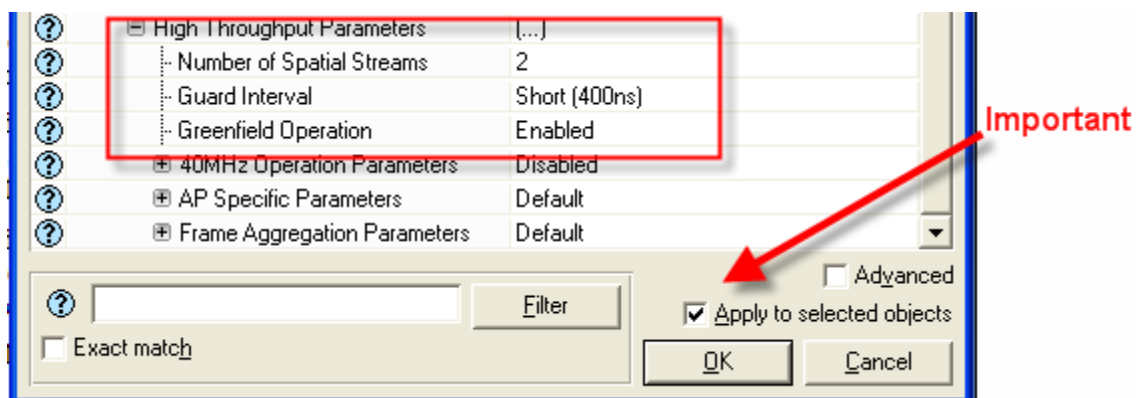 High Throughput Parameters (...)
Number of Spatial Streams 2
Guard Interval Short (400ns)
Greenfield Operation Enabled
Important
40MHz Operation Parameters Disabled
AP Specific Parameters Default
Frame Aggregation Parameters Default
Advanced
Filter
Apply to selected objects
Exact match
OK Cancel